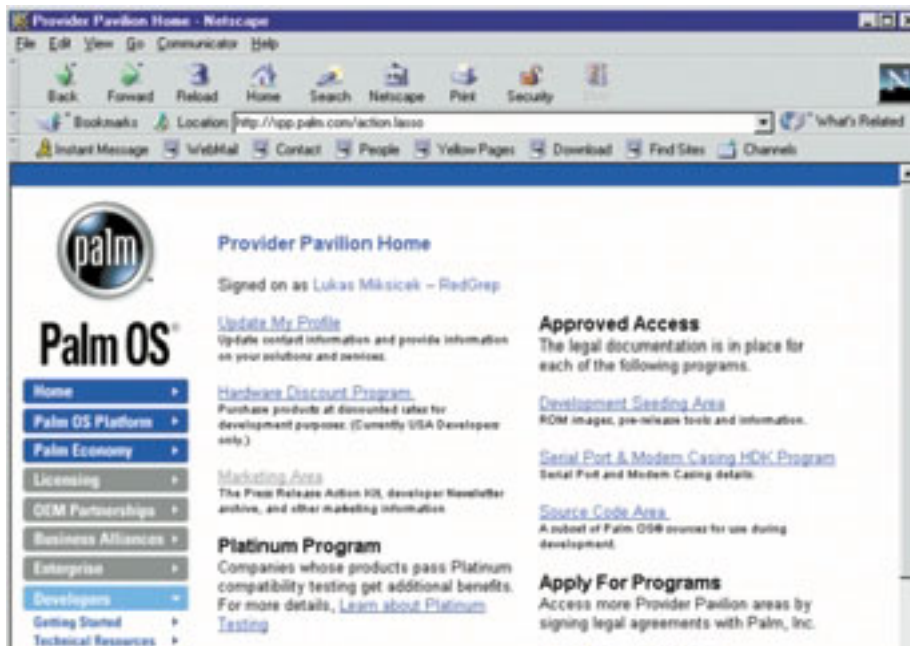 Provider Pavilion Home - Netscape
File Edit View Go Communicator Help
Back Forward Reload Home Search Netscape Print Security
Bookmarks Location: http://spp.palm.com/action.lasso What's Related
Instant Message WebMail Contact People Yellow Pages Download Find Sites Channels
palm
Palm OS®
Home
Palm OS Platform
Palm Economy
Licensing
OEM Partnerships
Business Alliances
Enterprise
Developers
Getting Started
Technical Resources
Provider Pavilion Home
Signed on as Lukas Miksicek – RedGrep
Update My Profile
Update contact information and provide information
on your solutions and services.
Hardware Discount Program
Purchase products at discounted rates for
development purposes. (Currently USA Developers
only.)
Marketing Area
The Press Release Action Kit, developer Newsletter
archive, and other marketing information
Platinum Program
Companies whose products pass Platinum
compatibility testing get additional benefits.
For more details, Learn about Platinum
Testing
Approved Access
The legal documentation is in place for
each of the following programs.
Development Seeding Area
ROM images, pre-release tools and information.
Serial Port & Modem Casing HDK Program
Serial Port and Modem Casing details.
Source Code Area
A subset of Palm OS® sources for use during
development.
Apply For Programs
Access more Provider Pavilion areas by
signing legal agreements with Palm, Inc.